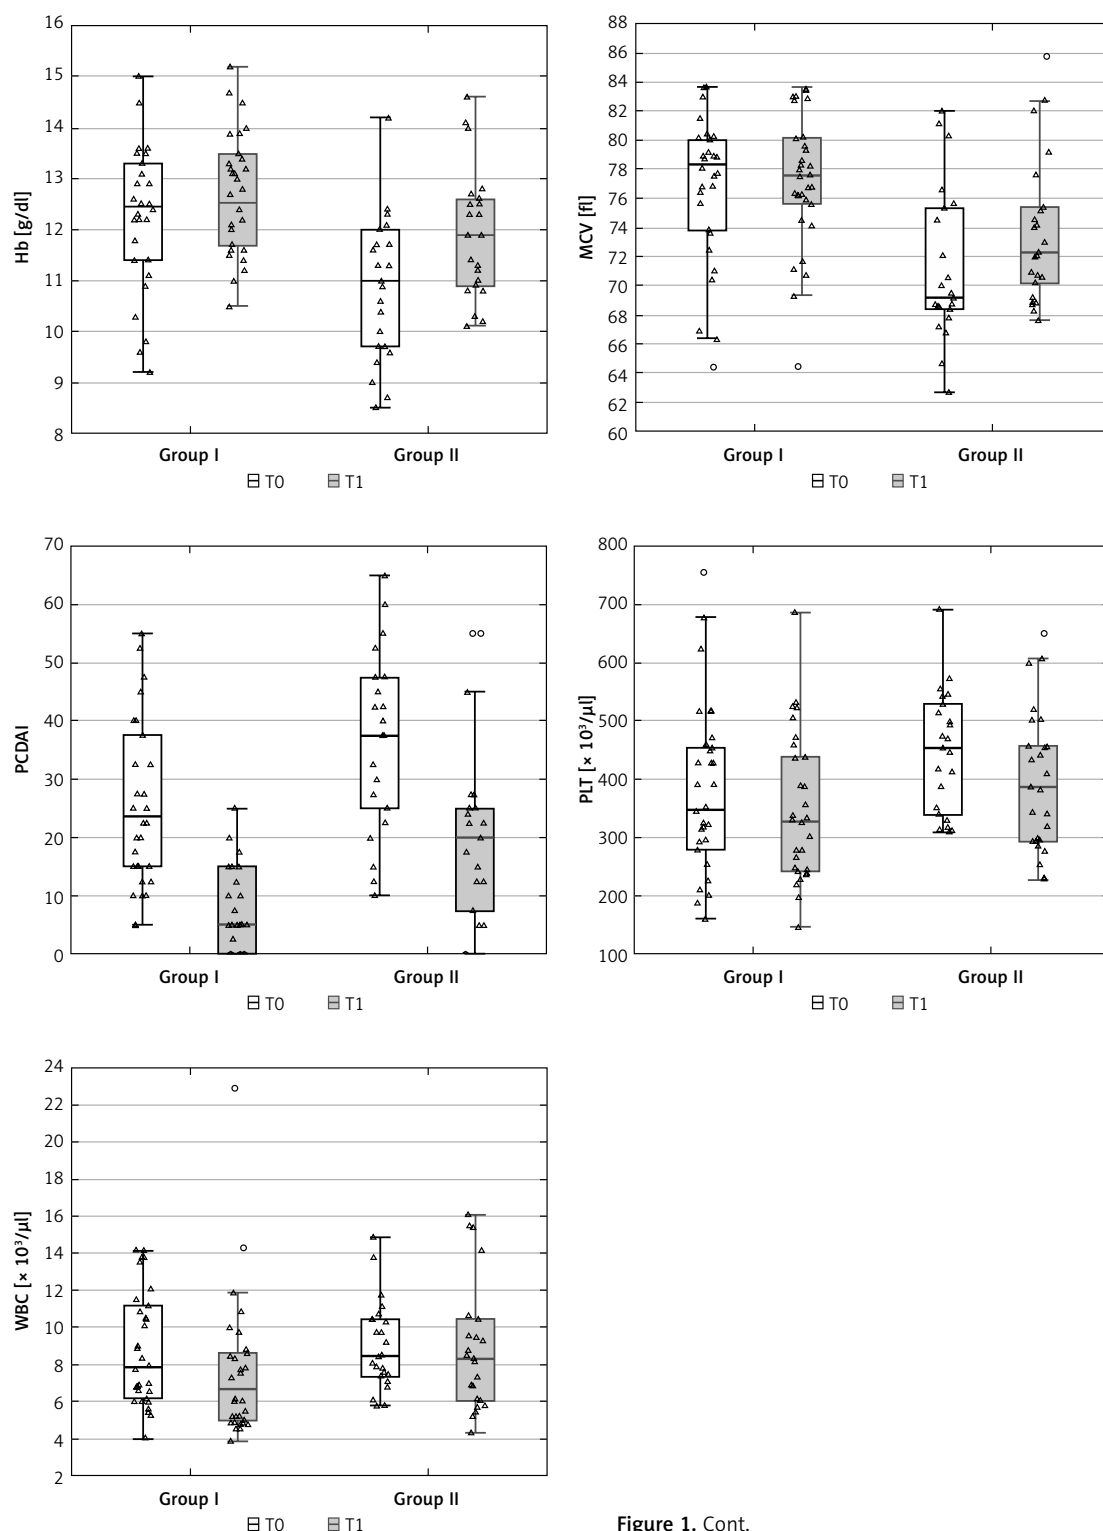 Hb [g/dl]
16
15
14
13
12
11
10
9
8
Group I
Group II
T0
T1
MCV [fl]
88
86
84
82
80
78
76
74
72
70
68
66
64
62
60
Group I
Group II
T0
T1
PCDAI
70
60
50
40
30
20
10
0
Group I
Group II
T0
T1
PLT [× 10³/µl]
800
700
600
500
400
300
200
100
Group I
Group II
T0
T1
WBC [× 10³/µl]
24
22
20
18
16
14
12
10
8
6
4
2
Group I
Group II
T0
T1
Figure 1. Cont.